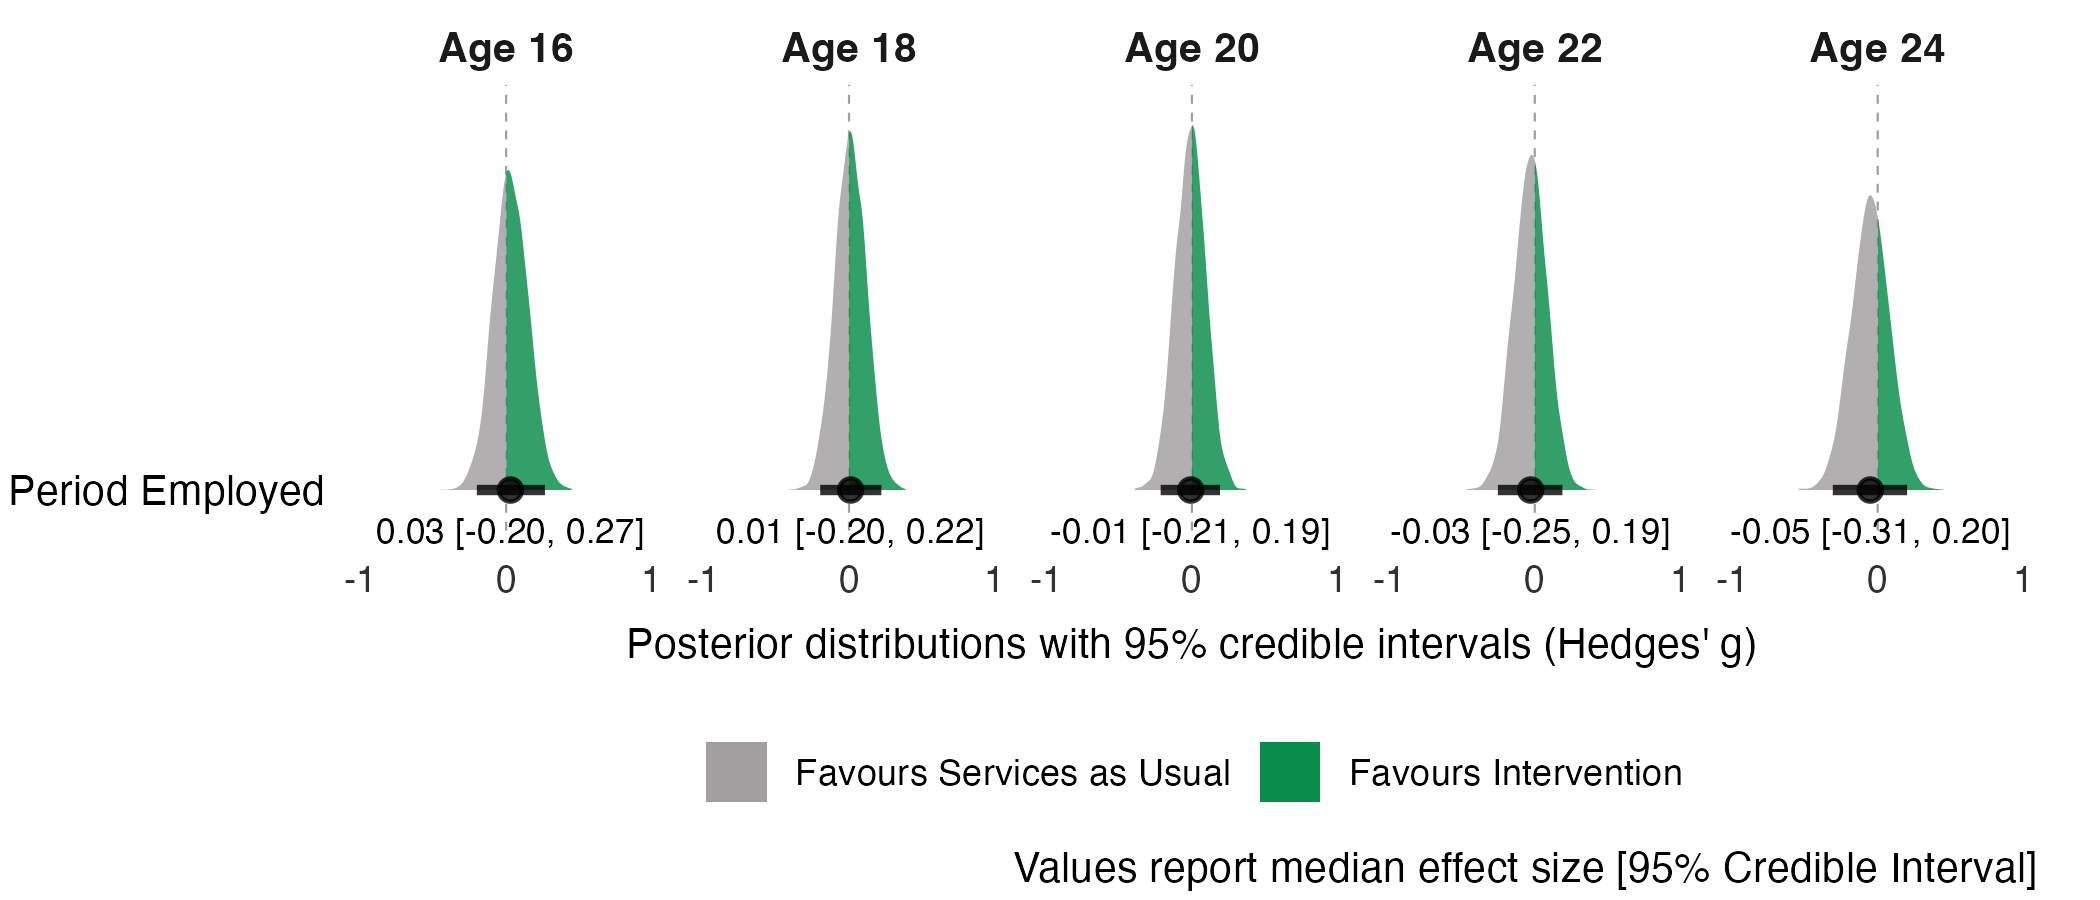 Age 16 Age 18 Age 20 Age 22 Age 24
Period Employed
0.03 [-0.20, 0.27] 0.01 [-0.20, 0.22] -0.01 [-0.21, 0.19] -0.03 [-0.25, 0.19] -0.05 [-0.31, 0.20]
-1 0 1 -1 0 1 -1 0 1 -1 0 1 -1 0 1
Posterior distributions with 95% credible intervals (Hedges' g)
Favours Services as Usual Favours Intervention
Values report median effect size [95% Credible Interval]